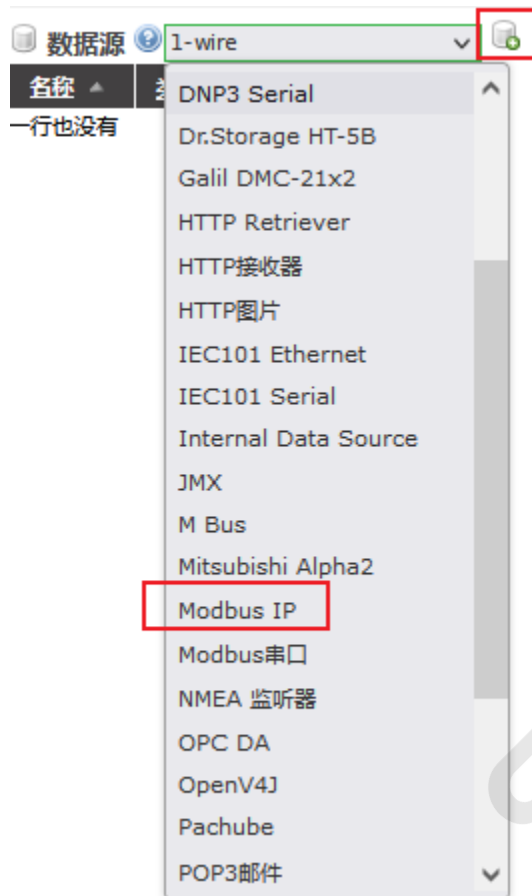 数据源 1-wire
名称
一行也没有
DNP3 Serial
Dr.Storage HT-5B
Galil DMC-21x2
HTTP Retriever
HTTP接收器
HTTP图片
IEC101 Ethernet
IEC101 Serial
Internal Data Source
JMX
M Bus
Mitsubishi Alpha2
Modbus IP
Modbus串口
NMEA 监听器
OPC DA
OpenV4J
Pachube
POP3邮件